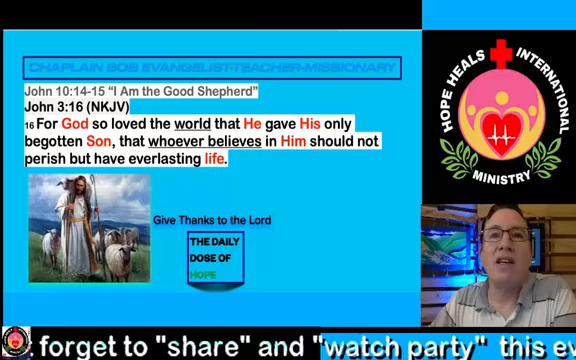 CHAPLAIN BOB EVANGELIST-TEACHER-MISSIONARY
John 10:14-15 “I Am the Good Shepherd”
John 3:16 (NKJV)
16 For God so loved the world that He gave His only
begotten Son, that whoever believes in Him should not
perish but have everlasting life.
Give Thanks to the Lord
THE DAILY
DOSE OF
HOPE
HOPE HEALS INTERNATIONAL
MINISTRY
forget to "share" and "watch party" this ev